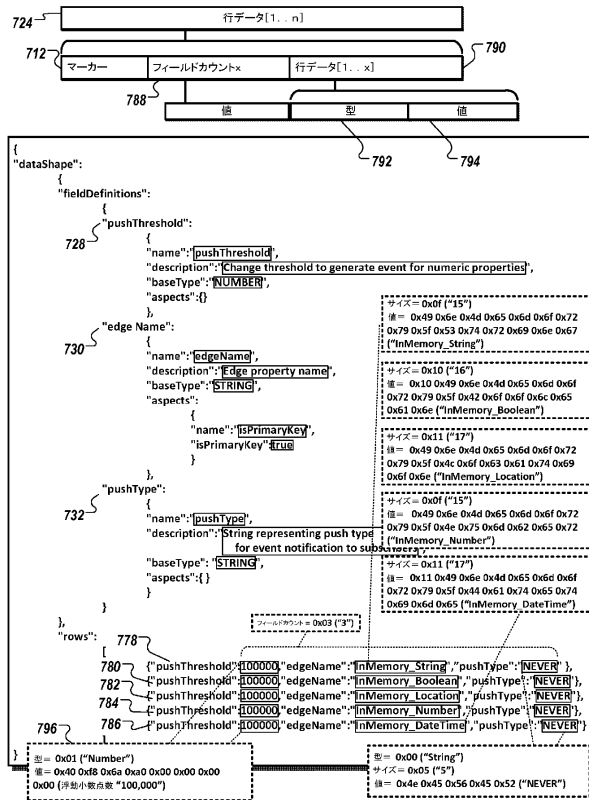 724
行データ[1．．n]
712
790
マーカー
フィールドカウントx
行データ[1．．x]
788
値
型
値
792
794
{
"dataShape":
{
"fieldDefinitions":
{
728
"pushThreshold":
{
"name":"pushThreshold",
"description":"Change threshold to generate event for numeric properties",
"baseType":"NUMBER",
"aspects":{}
},
730
"edge Name":
{
"name":"edgeName",
"description":"Edge property name",
"baseType":"STRING",
"aspects":
{
"name":"isPrimaryKey",
"isPrimaryKey":true
}
},
732
"pushType":
{
"name":"pushType",
"description":"String representing push type
for event notification to subscribers",
"baseType": "STRING",
"aspects":{ }
}
}
},
サイズ＝ 0x0f ("15")
値＝ 0x49 0x6e 0x4d 0x65 0x6d 0x6f 0x72
0x79 0x5f 0x53 0x74 0x72 0x69 0x6e 0x67
("InMemory_String")
サイズ＝ 0x10 ("16")
値＝ 0x10 0x49 0x6e 0x4d 0x65 0x6d 0x6f
0x72 0x79 0x5f 0x42 0x6f 0x6f 0x6c 0x65
0x61 0x6e ("InMemory_Boolean")
サイズ＝ 0x11 ("17")
値＝ 0x49 0x6e 0x4d 0x65 0x6d 0x6f 0x72
0x79 0x5f 0x4c 0x6f 0x63 0x61 0x74 0x69
0x6f 0x6e ("InMemory_Location")
サイズ＝ 0x0f ("15")
値＝ 0x49 0x6e 0x4d 0x65 0x6d 0x6f 0x72
0x79 0x5f 0x4e 0x75 0x6d 0x62 0x65 0x72
("InMemory_Number")
サイズ＝ 0x11 ("17")
値＝ 0x11 0x49 0x6e 0x4d 0x65 0x6d 0x6f
0x72 0x79 0x5f 0x44 0x61 0x74 0x65 0x74
0x69 0x6d 0x65 ("InMemory_DateTime")
フィールドカウント＝ 0x03 ("3")
"rows":
[
778
{"pushThreshold":100000,"edgeName":"InMemory_String","pushType":"NEVER" },
780
{"pushThreshold":100000,"edgeName":"InMemory_Boolean","pushType":"NEVER"},
782
{"pushThreshold":100000,"edgeName":"InMemory_Location","pushType":"NEVER"},
784
{"pushThreshold":100000,"edgeName":"InMemory_Number","pushType":"NEVER"},
786
{"pushThreshold":100000,"edgeName":"InMemory_DateTime","pushType":"NEVER"}
]
}
796
型＝ 0x01 ("Number")
値＝ 0x40 0xf8 0x6a 0xa0 0x00 0x00 0x00
0x00 (浮動小数点数 "100,000")
型＝ 0x00 ("String")
サイズ＝ 0x05 ("5")
値＝ 0x4e 0x45 0x56 0x45 0x52 ("NEVER")